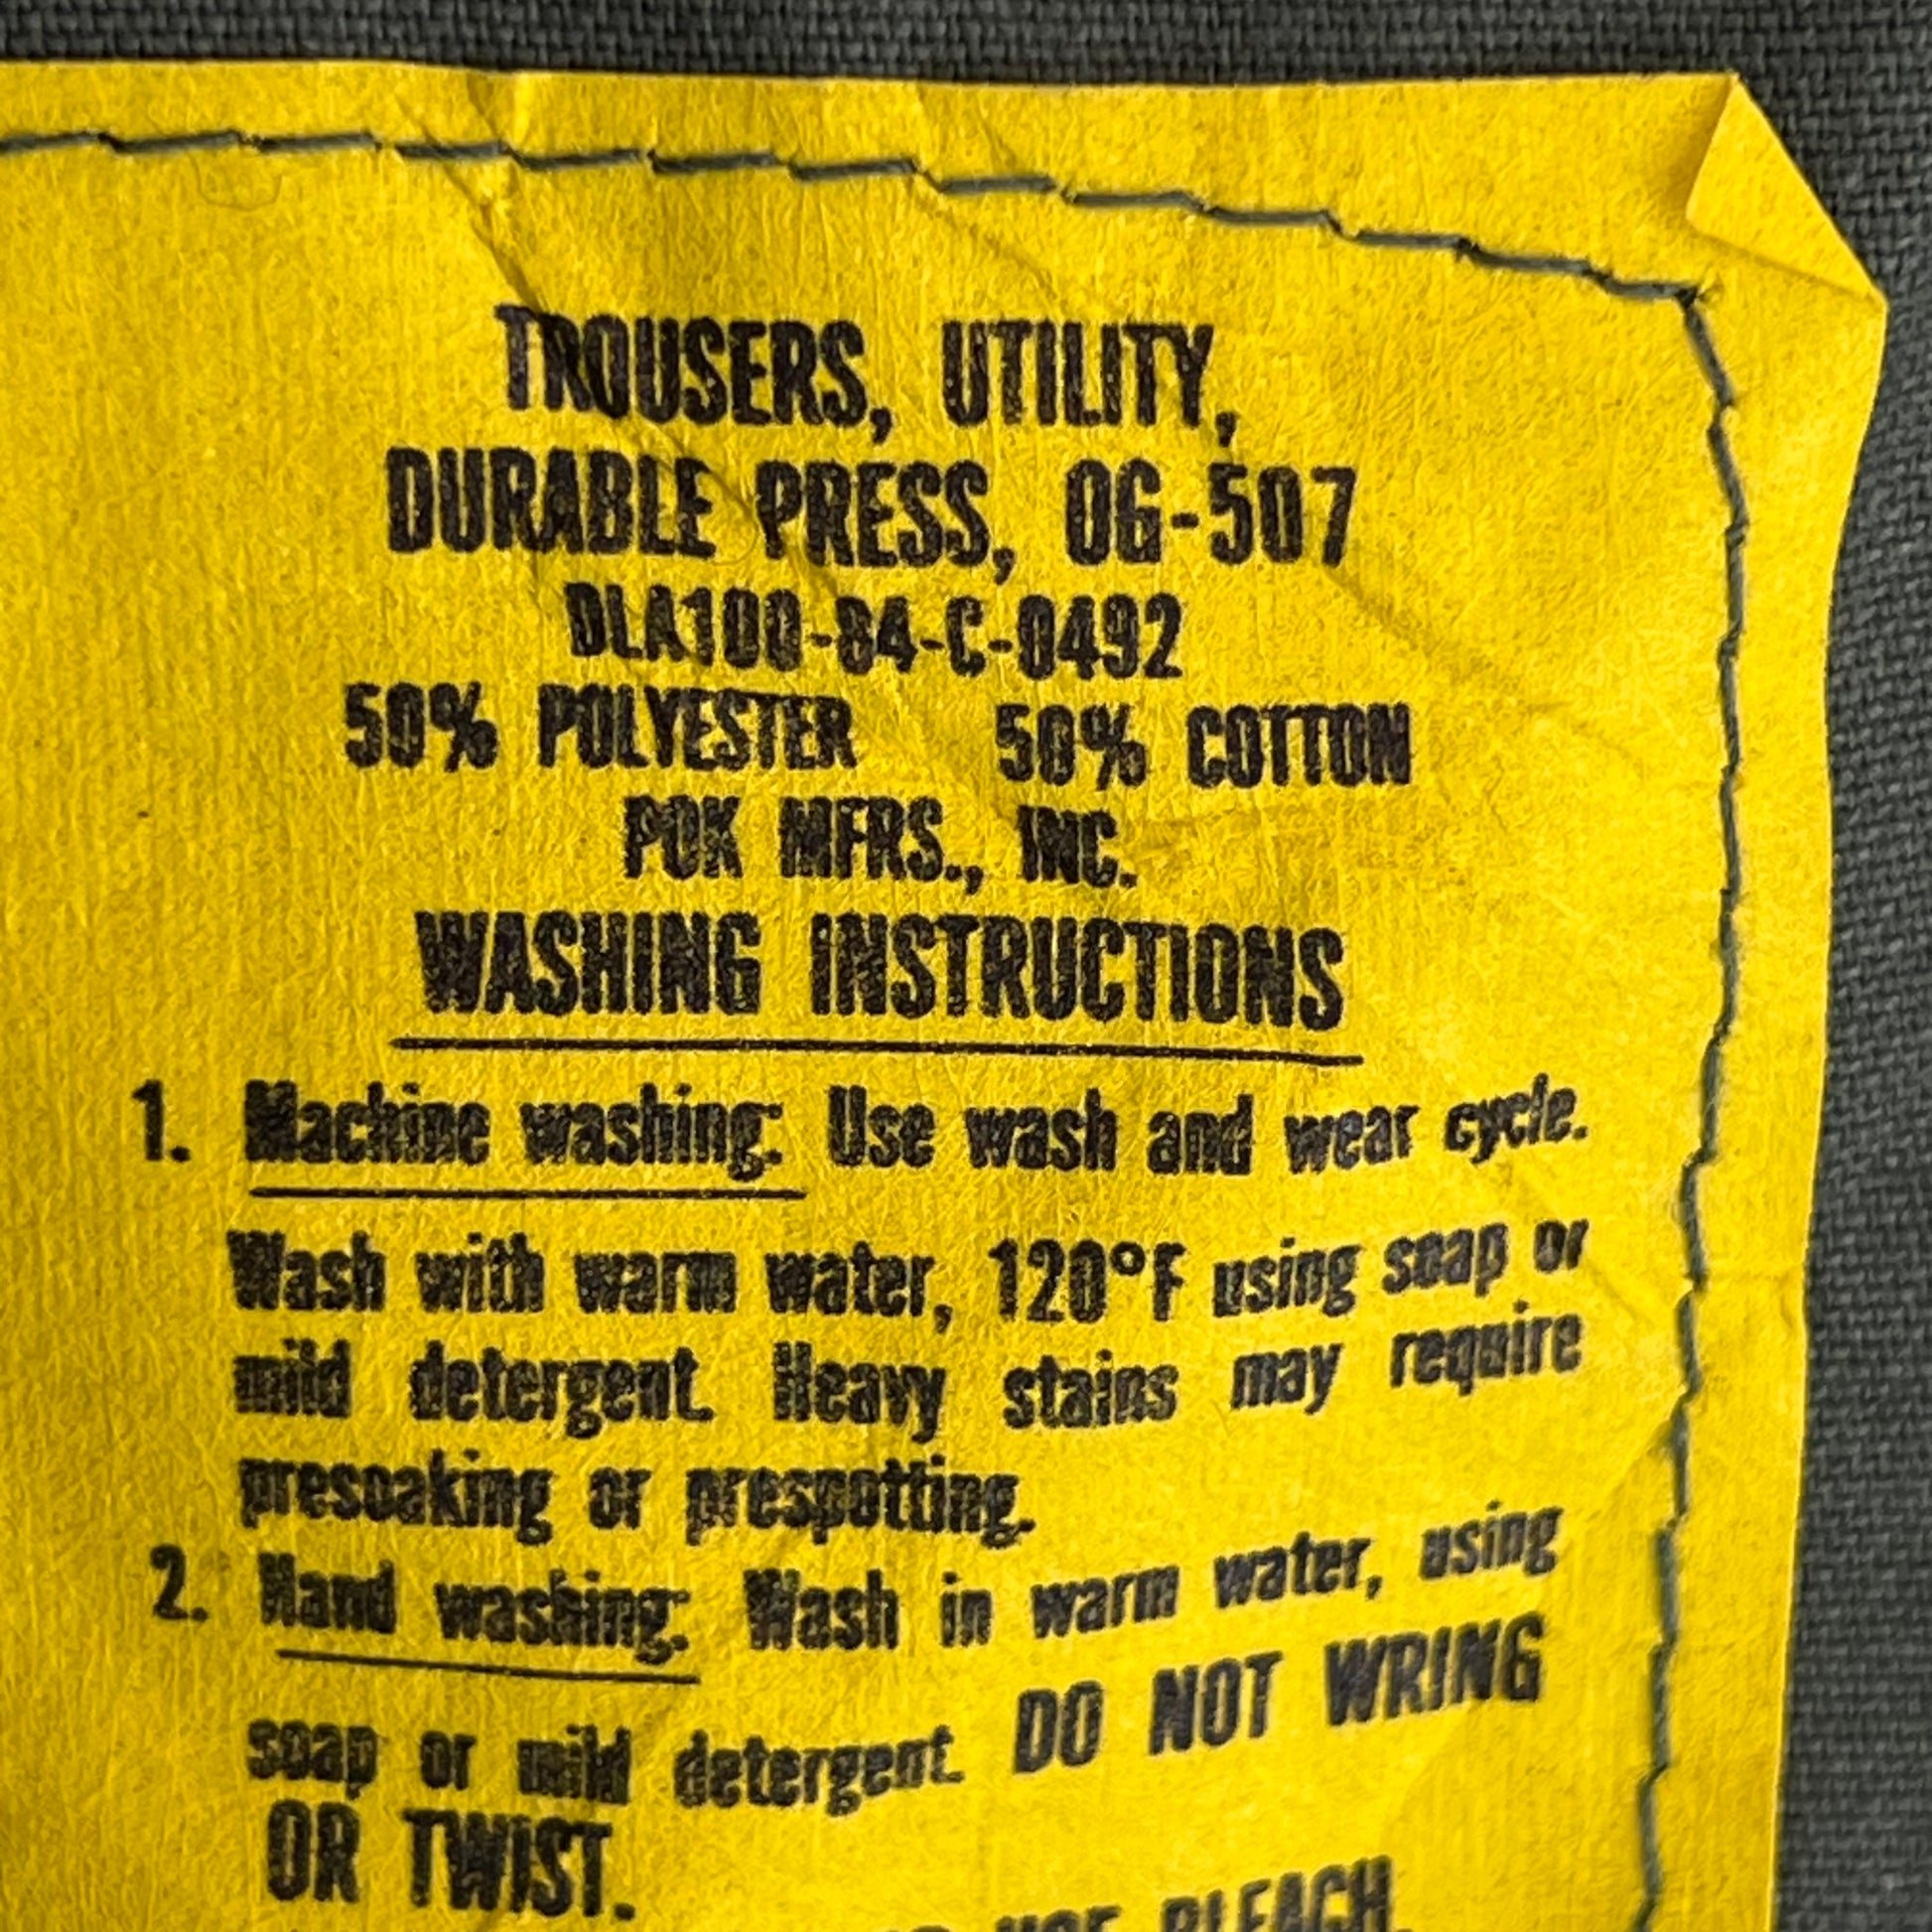 TROUSERS, UTILITY,
DURABLE PRESS, OG-507
DLA100-84-C-0492
50% POLYESTER 50% COTTON
POK MFRS., INC.
WASHING INSTRUCTIONS
1. Machine washing: Use wash and wear cycle.
Wash with warm water, 120°F using soap or
mild detergent. Heavy stains may require
presoaking or prespotting.
2. Hand washing: Wash in warm water, using
soap or mild detergent. DO NOT WRING
OR TWIST.
USE BLEACH.